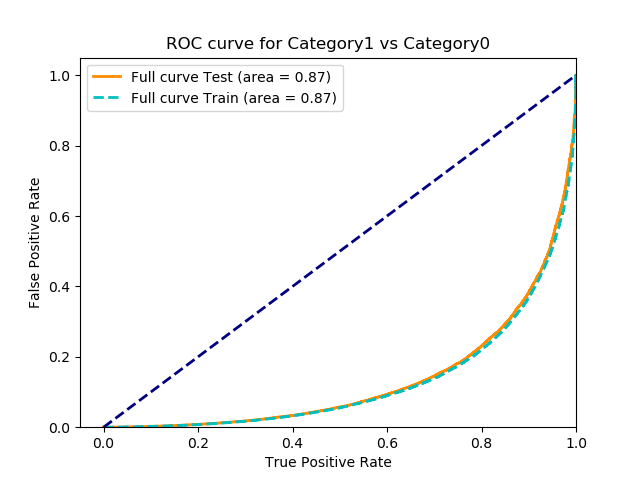 ROC curve for Category1 vs Category0
Full curve Test (area = 0.87)
Full curve Train (area = 0.87)
1.0
0.8
0.6
0.4
0.2
0.0
False Positive Rate
0.0 0.2 0.4 0.6 0.8 1.0
True Positive Rate